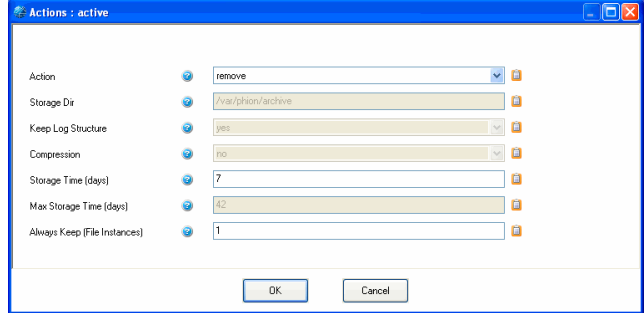 Actions : active
Action remove
Storage Dir /var/phion/archive
Keep Log Structure yes
Compression no
Storage Time (days) 7
Max Storage Time (days) 42
Always Keep (File Instances) 1
OK Cancel